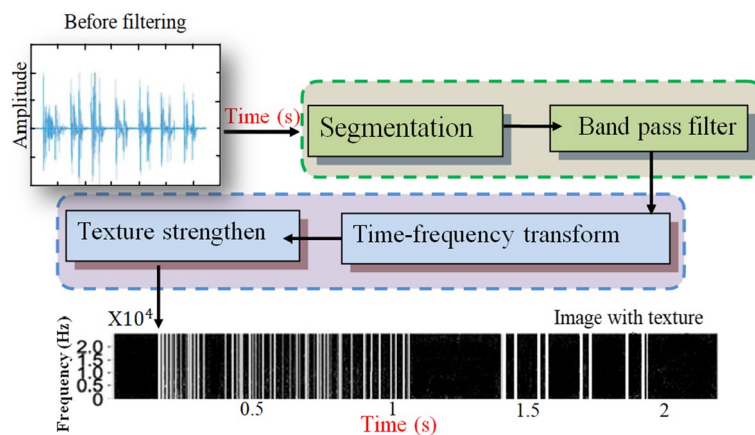 Before filtering
Amplitude
Time (s)
Segmentation
Band pass filter
Texture strengthen
Time-frequency transform
X10⁴
Image with texture
Frequency (Hz)
2.0
1.5
1.0
0.5
0
0.5
1
1.5
2
Time (s)